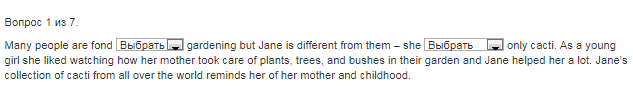 Вопрос 1 из 7.
Many people are fond Выбрать gardening but Jane is different from them – she Выбрать only cacti. As a young
girl she liked watching how her mother took care of plants, trees, and bushes in their garden and Jane helped her a lot. Jane's
collection of cacti from all over the world reminds her of her mother and childhood.